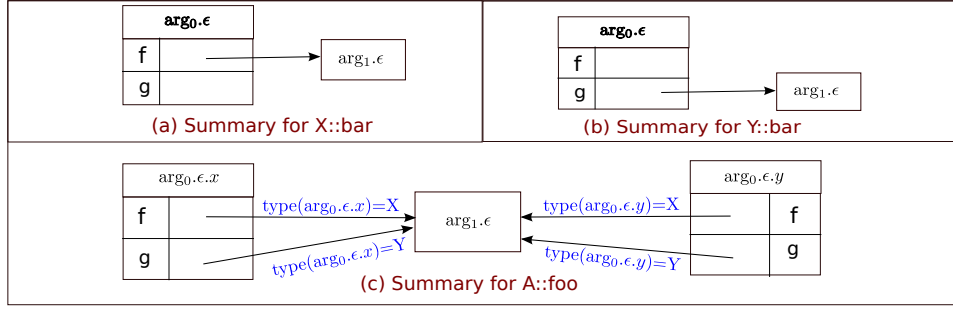 arg₀.ϵ
f
arg₁.ϵ
g
(a) Summary for X::bar
arg₀.ϵ
f
g
arg₁.ϵ
(b) Summary for Y::bar
arg₀.ϵ.x
f
g
type(arg₀.ϵ.x)=X
type(arg₀.ϵ.x)=Y
arg₁.ϵ
type(arg₀.ϵ.y)=X
type(arg₀.ϵ.y)=Y
arg₀.ϵ.y
f
g
(c) Summary for A::foo